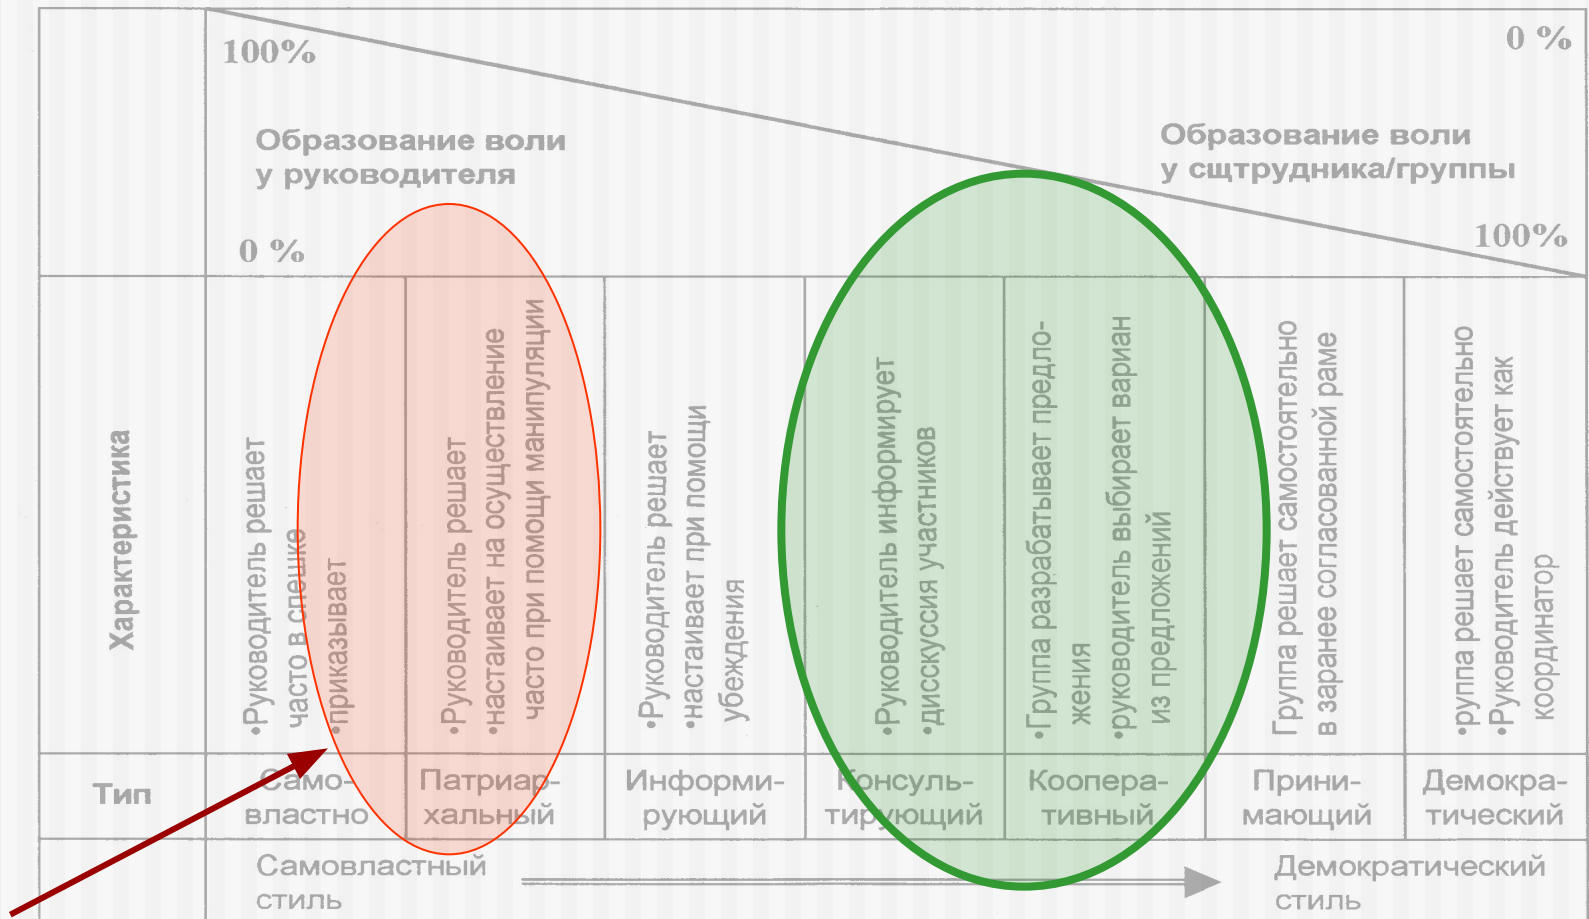 100%
0 %
Образование воли
у руководителя
Образование воли
у сщтрудника/группы
0 %
100%
Характеристика
•Руководитель решает
часто в спешке
•приказывает
•Руководитель решает
•настаивает на осуществление
часто при помощи манипуляции
•Руководитель решает
•настаивает при помощи
убеждения
•Руководитель информирует
•дисскуссия участников
•Группа разрабатывает предло-
жения
•руководитель выбирает вариан
из предложений
Группа решает самостоятельно
в заранее согласованной раме
•руппа решает самостоятельно
•Руководитель действует как
координатор
Тип
Само-
властно
Патриар-
хальный
Информи-
рующий
Консуль-
тирующий
Коопера-
тивный
Прини-
мающий
Демокра-
тический
Самовластный
стиль
Демократический
стиль